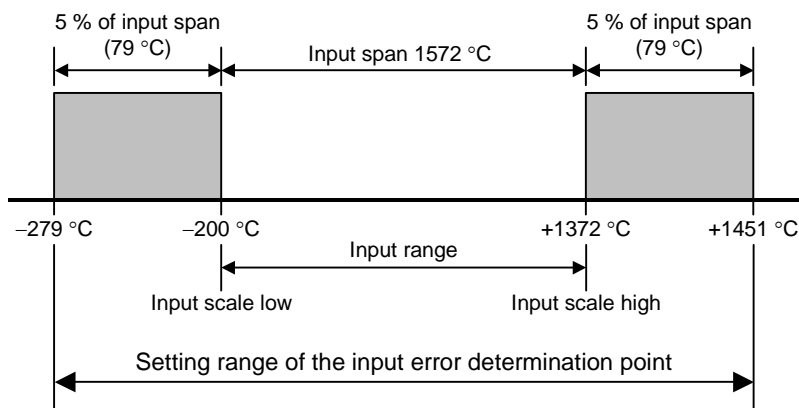 5 % of input span
(79 °C)
Input span 1572 °C
5 % of input span
(79 °C)
−279 °C
−200 °C
+1372 °C
+1451 °C
Input range
Input scale low
Input scale high
Setting range of the input error determination point